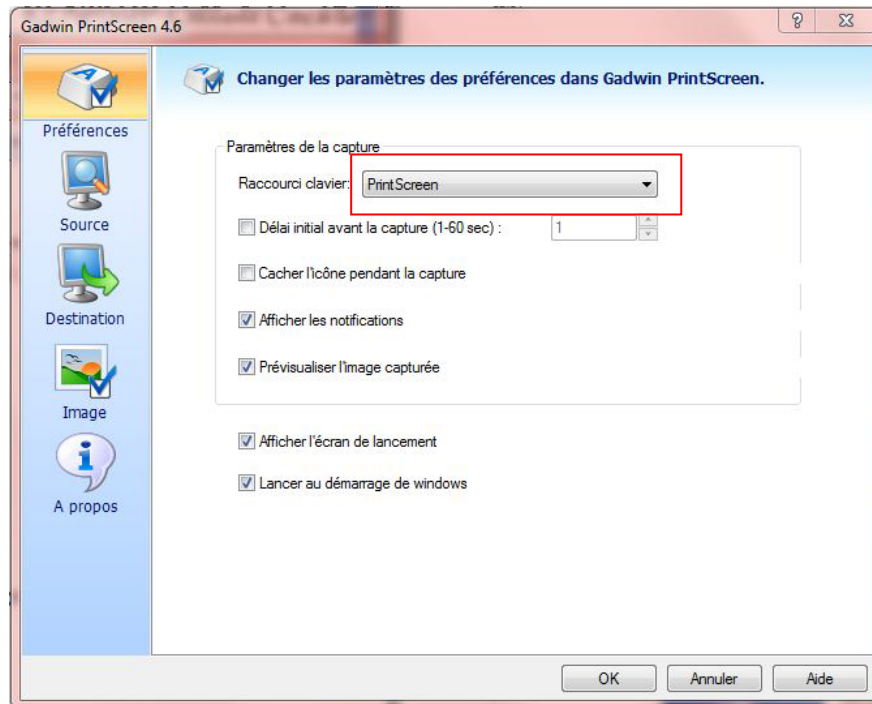 Gadwin PrintScreen 4.6
Changer les paramètres des préférences dans Gadwin PrintScreen.
Préférences
Source
Destination
Image
A propos
Paramètres de la capture
Raccourci clavier: PrintScreen
Délai initial avant la capture (1-60 sec) : 1
Cacher l'icône pendant la capture
Afficher les notifications
Prévisualiser l'image capturée
Afficher l'écran de lancement
Lancer au démarrage de windows
OK Annuler Aide